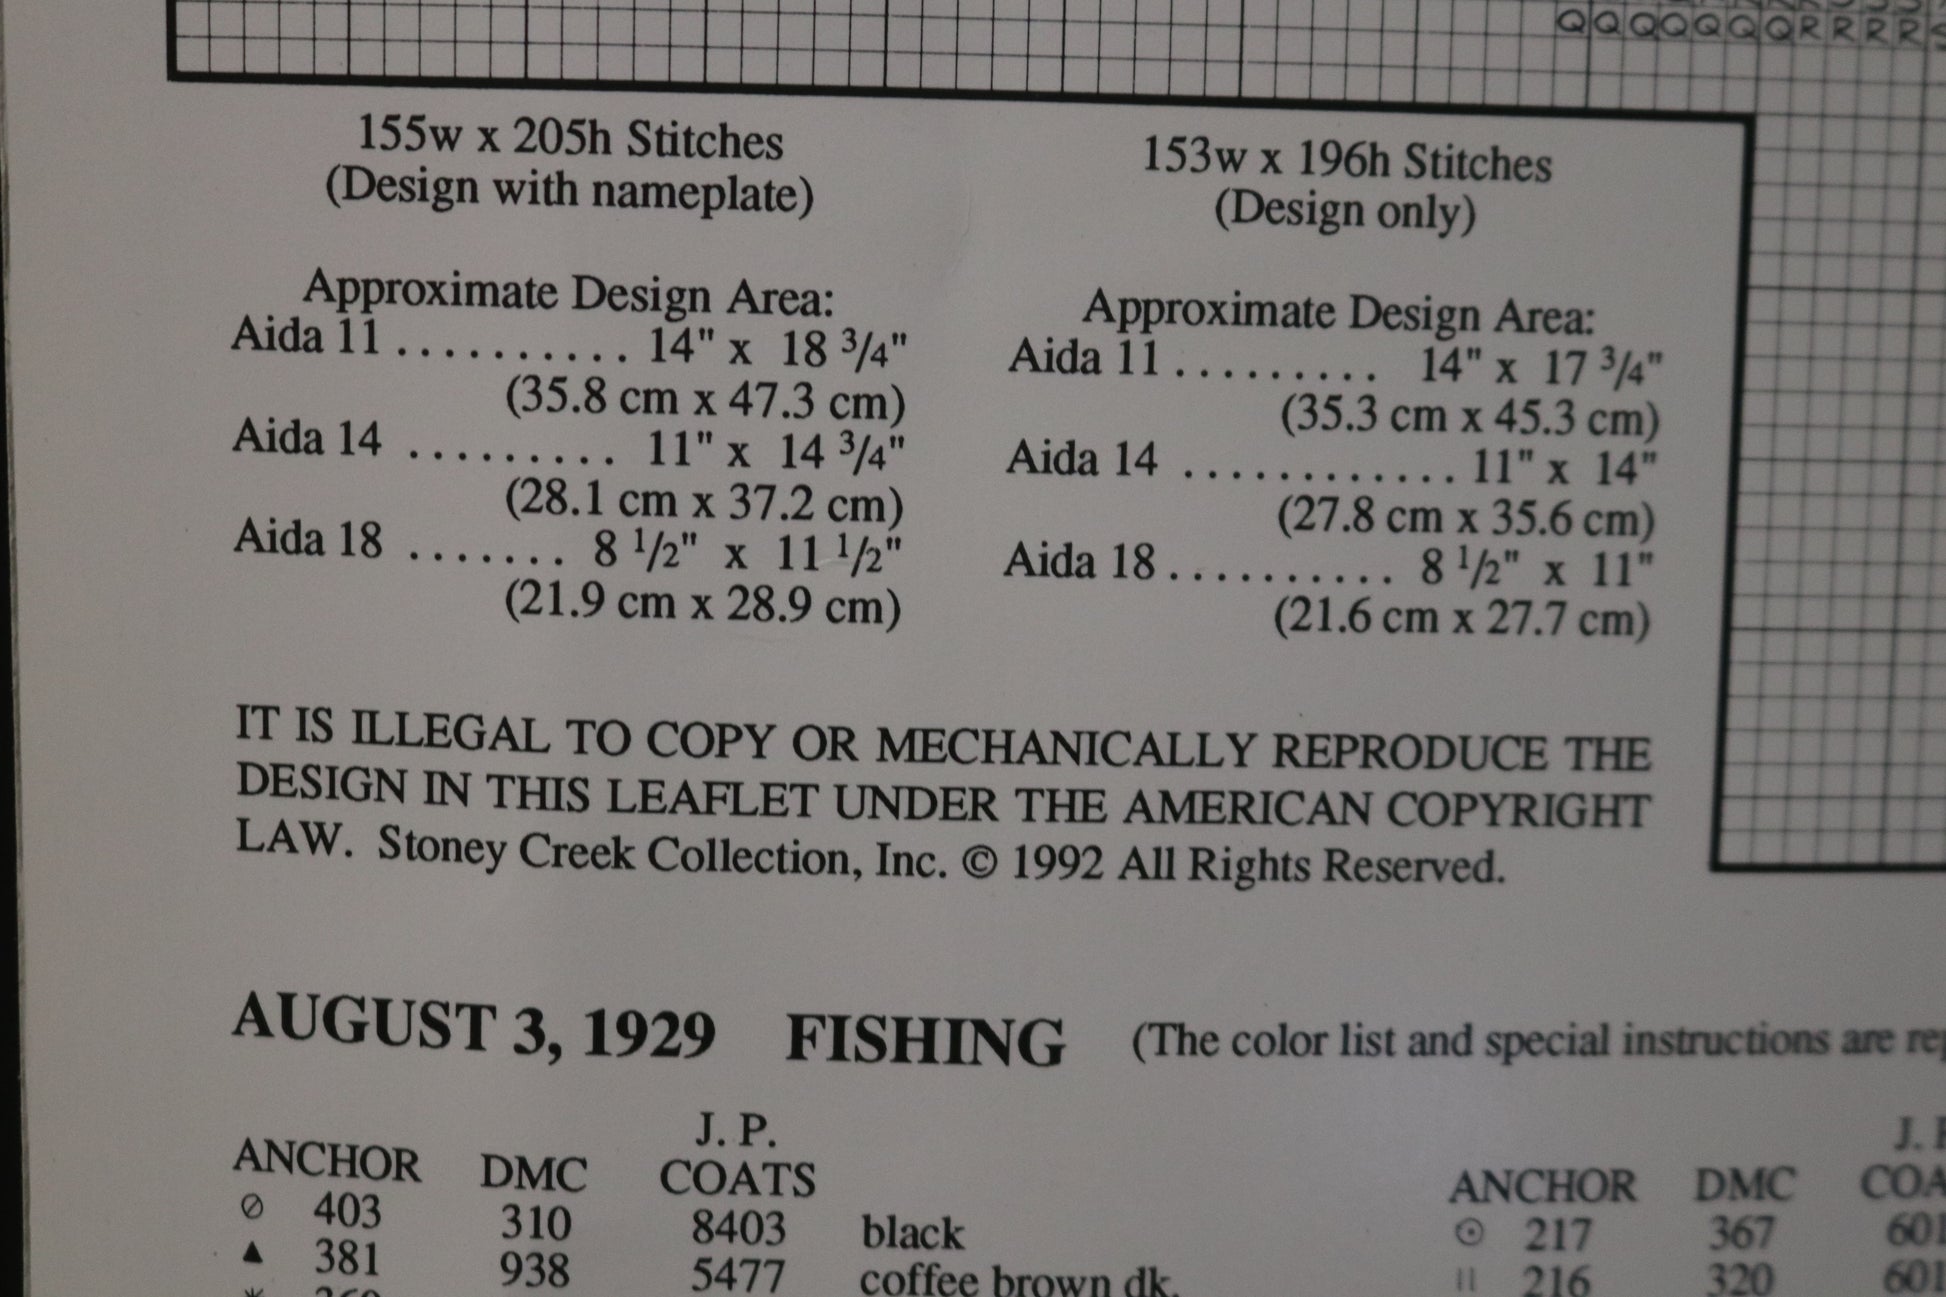 QQQQQQQRRRR
155w x 205h Stitches
(Design with nameplate)
Approximate Design Area:
Aida 11 .......... 14" x 18 3/4"
(35.8 cm x 47.3 cm)
Aida 14 ......... 11" x 14 3/4"
(28.1 cm x 37.2 cm)
Aida 18 ....... 8 1/2" x 11 1/2"
(21.9 cm x 28.9 cm)
153w x 196h Stitches
(Design only)
Approximate Design Area:
Aida 11 ......... 14" x 17 3/4"
(35.3 cm x 45.3 cm)
Aida 14 ............ 11" x 14"
(27.8 cm x 35.6 cm)
Aida 18 .......... 8 1/2" x 11"
(21.6 cm x 27.7 cm)
IT IS ILLEGAL TO COPY OR MECHANICALLY REPRODUCE THE
DESIGN IN THIS LEAFLET UNDER THE AMERICAN COPYRIGHT
LAW. Stoney Creek Collection, Inc. © 1992 All Rights Reserved.
AUGUST 3, 1929 FISHING (The color list and special instructions are
J. P.
ANCHOR DMC COATS
⊘ 403 310 8403 black
▲ 381 938 5477 coffee brown dk.
J.
ANCHOR DMC
⊙ 217 367
|| 216 320